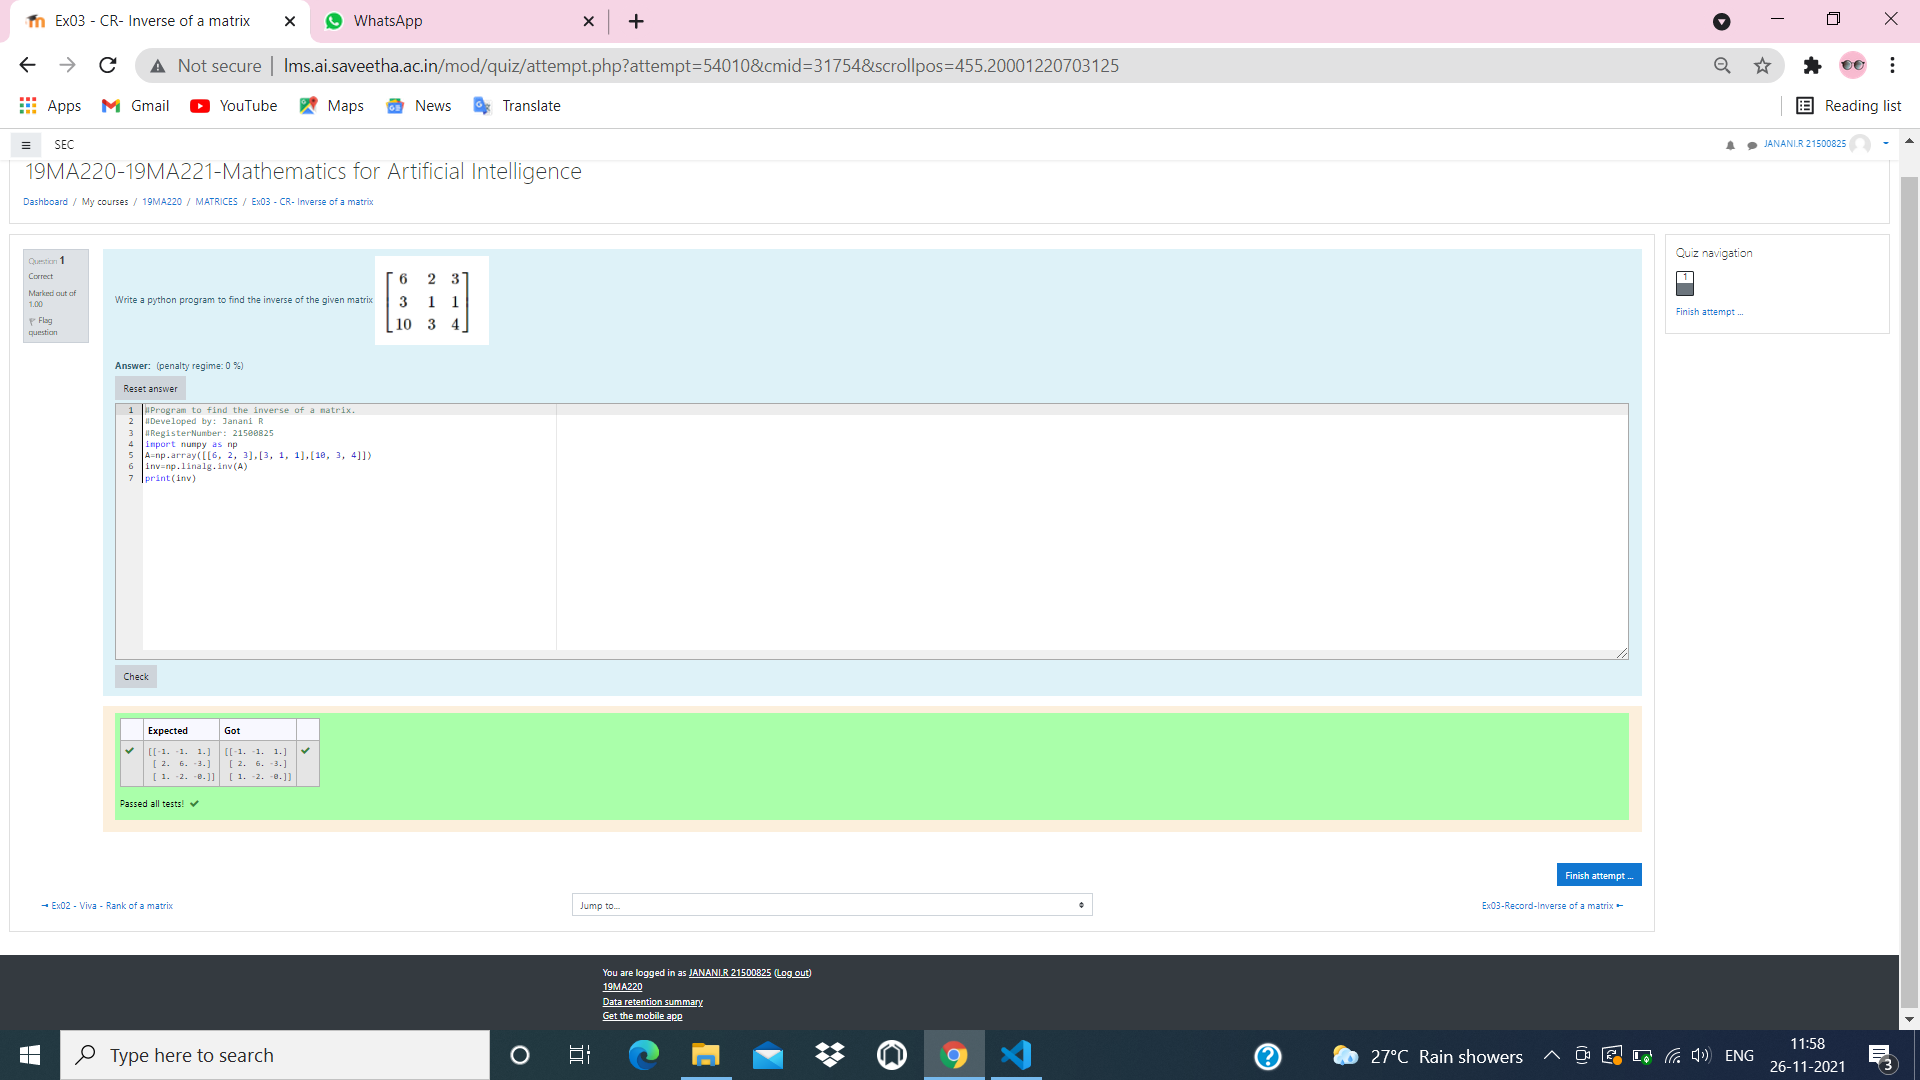 Ex03 - CR- Inverse of a matrix
WhatsApp
Not secure | lms.ai.saveetha.ac.in/mod/quiz/attempt.php?attempt=54010&cmid=31754&scrollpos=455.20001220703125
Apps
Gmail
YouTube
Maps
News
Translate
Reading list
SEC
JANANI.R 21500825
19MA220-19MA221-Mathematics for Artificial Intelligence
Dashboard / My courses / 19MA220 / MATRICES / Ex03 - CR- Inverse of a matrix
Question 1
Correct
Marked out of
1.00
Flag
question
Write a python program to find the inverse of the given matrix
6 2 3
3 1 1
10 3 4
Quiz navigation
1
Finish attempt ...
Answer: (penalty regime: 0 %)
Reset answer
1 #Program to find the inverse of a matrix.
2 #Developed by: Janani R
3 #RegisterNumber: 21500825
4 import numpy as np
5 A=np.array([[6, 2, 3],[3, 1, 1],[10, 3, 4]])
6 inv=np.linalg.inv(A)
7 print(inv)
Check
Expected Got
[[-1. -1. 1.] [[-1. -1. 1.]
[ 2. 6. -3.] [ 2. 6. -3.]
[ 1. -2. -0.]] [ 1. -2. -0.]]
Passed all tests!
Finish attempt ...
Ex02 - Viva - Rank of a matrix
Jump to...
Ex03-Record-Inverse of a matrix
You are logged in as JANANI.R 21500825 (Log out)
19MA220
Data retention summary
Get the mobile app
Type here to search
27°C Rain showers
ENG
11:58
26-11-2021
3